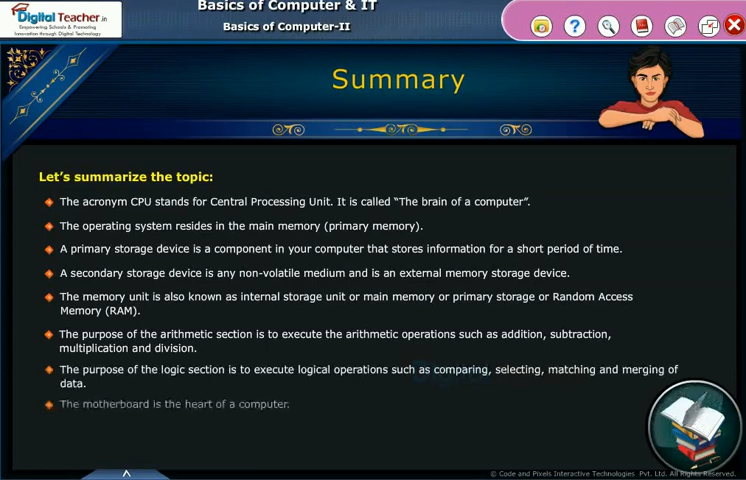 Digital Teacher.in
Empowering Schools & Promoting
Innovation through Digital Technology
Basics of Computer & IT
Basics of Computer-II
Summary
Let's summarize the topic:
The acronym CPU stands for Central Processing Unit. It is called “The brain of a computer”.
The operating system resides in the main memory (primary memory).
A primary storage device is a component in your computer that stores information for a short period of time.
A secondary storage device is any non-volatile medium and is an external memory storage device.
The memory unit is also known as internal storage unit or main memory or primary storage or Random Access
Memory (RAM).
The purpose of the arithmetic section is to execute the arithmetic operations such as addition, subtraction,
multiplication and division.
The purpose of the logic section is to execute logical operations such as comparing, selecting, matching and merging of
data.
The motherboard is the heart of a computer.
© Code and Pixels Interactive Technologies Pvt. Ltd. All Rights Reserved.